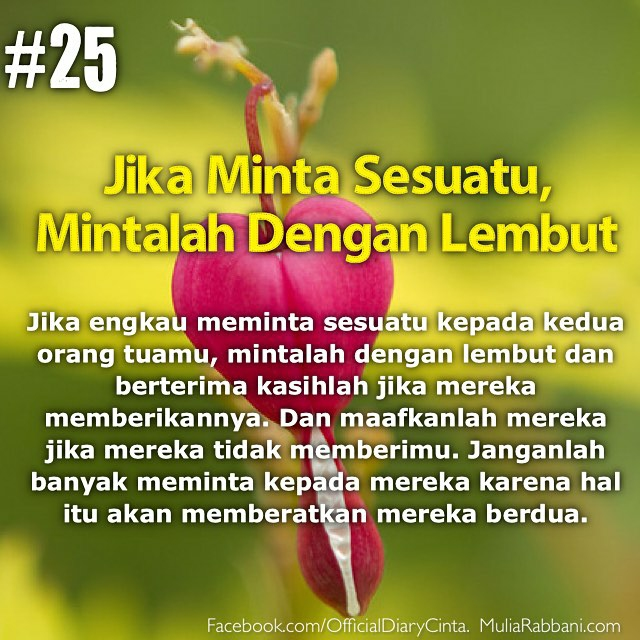 #25
Jika Minta Sesuatu,
Mintalah Dengan Lembut
Jika engkau meminta sesuatu kepada kedua
orang tuamu, mintalah dengan lembut dan
berterima kasihlah jika mereka
memberikannya. Dan maafkanlah mereka
jika mereka tidak memberimu. Janganlah
banyak meminta kepada mereka karena hal
itu akan memberatkan mereka berdua.
Facebook.com/OfficialDiaryCinta. MuliaRabbani.com